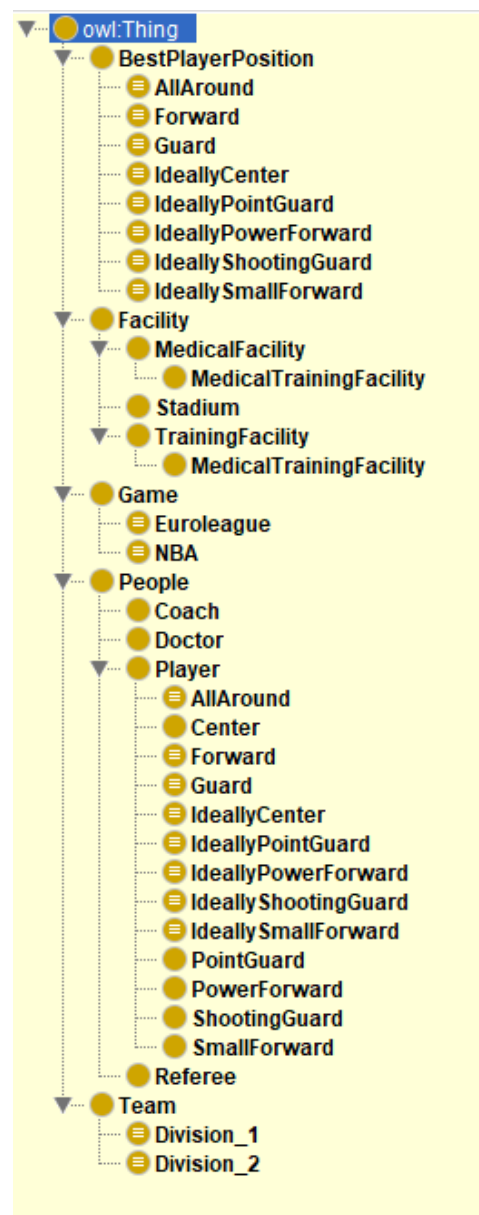 owl:Thing
BestPlayerPosition
AllAround
Forward
Guard
IdeallyCenter
IdeallyPointGuard
IdeallyPowerForward
IdeallyShootingGuard
IdeallySmallForward
Facility
MedicalFacility
MedicalTrainingFacility
Stadium
TrainingFacility
MedicalTrainingFacility
Game
Euroleague
NBA
People
Coach
Doctor
Player
AllAround
Center
Forward
Guard
IdeallyCenter
IdeallyPointGuard
IdeallyPowerForward
IdeallyShootingGuard
IdeallySmallForward
PointGuard
PowerForward
ShootingGuard
SmallForward
Referee
Team
Division_1
Division_2